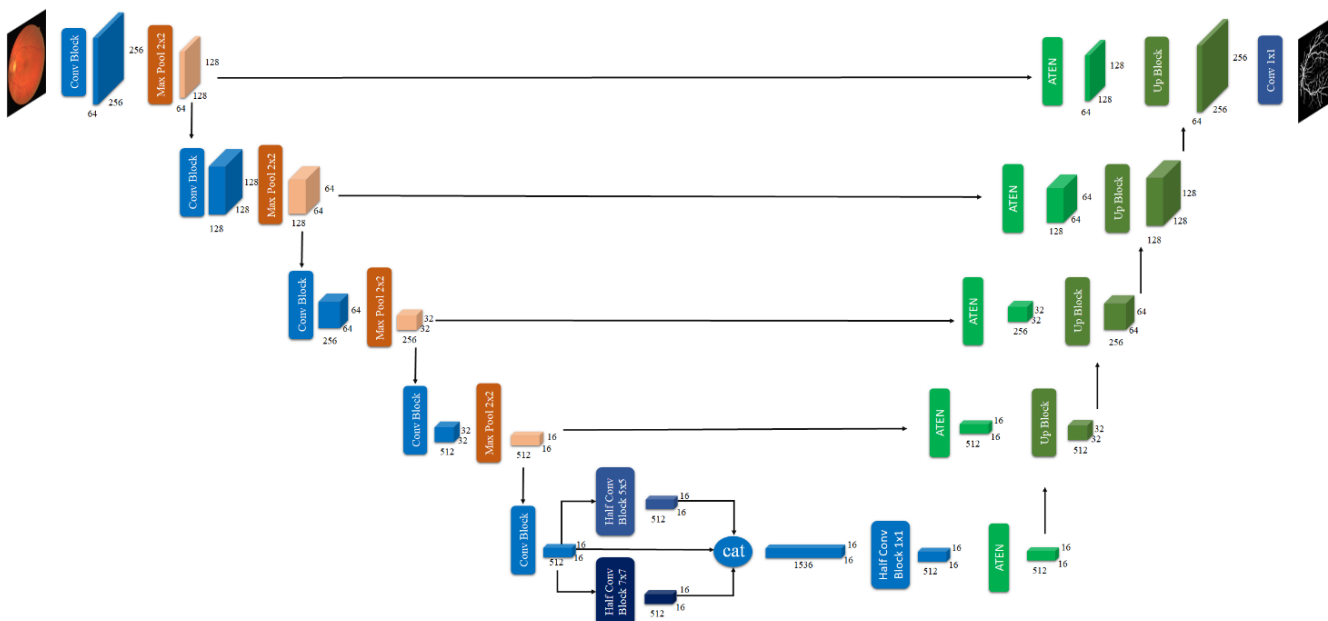 Conv Block
256
256
64
Max Pool 2x2
128
128
64
ATEN
128
128
64
Up Block
256
256
64
Conv 1x1
Conv Block
128
128
128
Max Pool 2x2
64
64
128
ATEN
64
64
128
Up Block
128
128
128
Conv Block
64
64
256
Max Pool 2x2
32
32
256
ATEN
32
32
256
Up Block
64
64
256
Conv Block
32
32
512
Max Pool 2x2
16
16
512
ATEN
16
16
512
Up Block
32
32
512
Conv Block
16
16
512
Half Conv
Block 5x5
16
16
512
Half Conv
Block 7x7
16
16
512
cat
16
16
1536
Half Conv
Block 1x1
16
16
512
ATEN
16
16
512